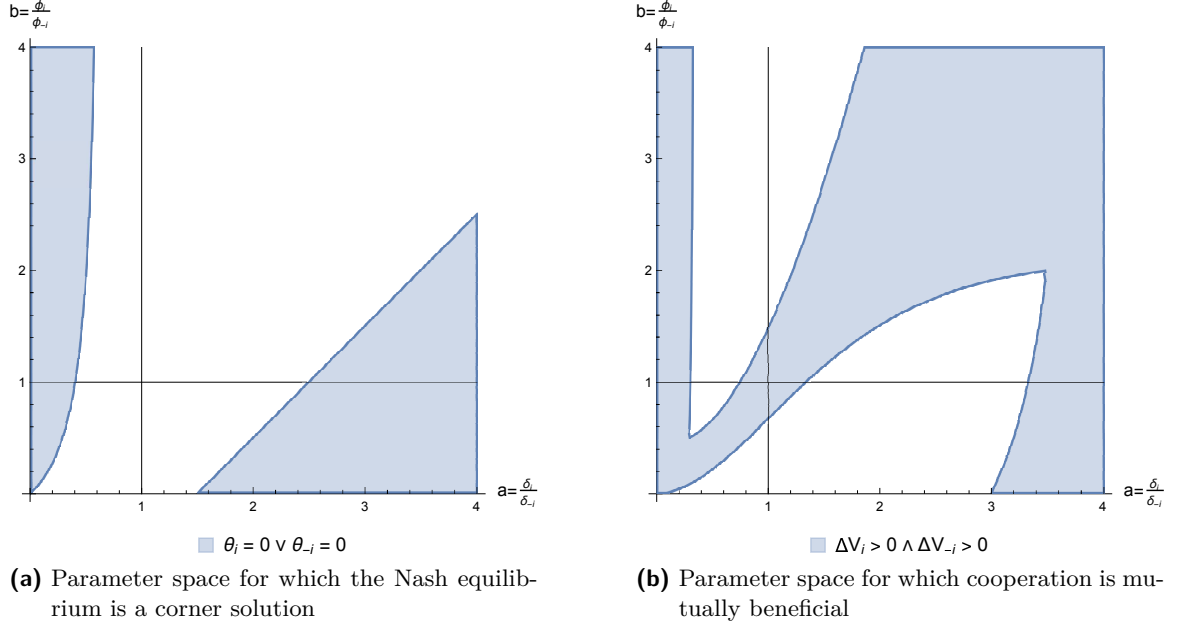 b=ϕᵢ/ϕ₋ᵢ
4
3
2
1
1
2
3
4
a=δᵢ/δ₋ᵢ
θᵢ = 0 ∨ θ₋ᵢ = 0
(a) Parameter space for which the Nash equilib-
rium is a corner solution
b=ϕᵢ/ϕ₋ᵢ
4
3
2
1
1
2
3
4
a=δᵢ/δ₋ᵢ
ΔVᵢ > 0 ∧ ΔV₋ᵢ > 0
(b) Parameter space for which cooperation is mu-
tually beneficial